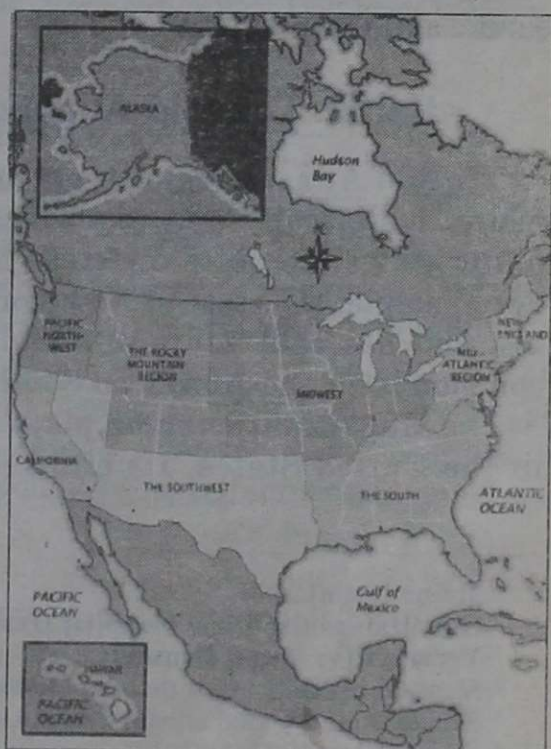 ALASKA
Hudson
Bay
N
PACIFIC
NORTH-
WEST
THE ROCKY
MOUNTAIN
REGION
MIDWEST
MID-
ATLANTIC
REGION
NEW
ENGLAND
CALIFORNIA
THE SOUTHWEST
THE SOUTH
ATLANTIC
OCEAN
PACIFIC
OCEAN
Gulf of
Mexico
HAWAII
PACIFIC
OCEAN